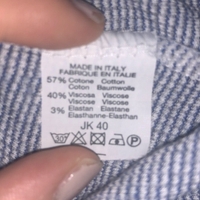 MADE IN ITALY
FABRIQUE EN ITALIE
57% Cotone Cotton
Coton Baumwolle
40% Viscosa Viscose
Viscose Viskose
3% Elastan Elastane
Elasthanne-Elasthan
JK 40
P